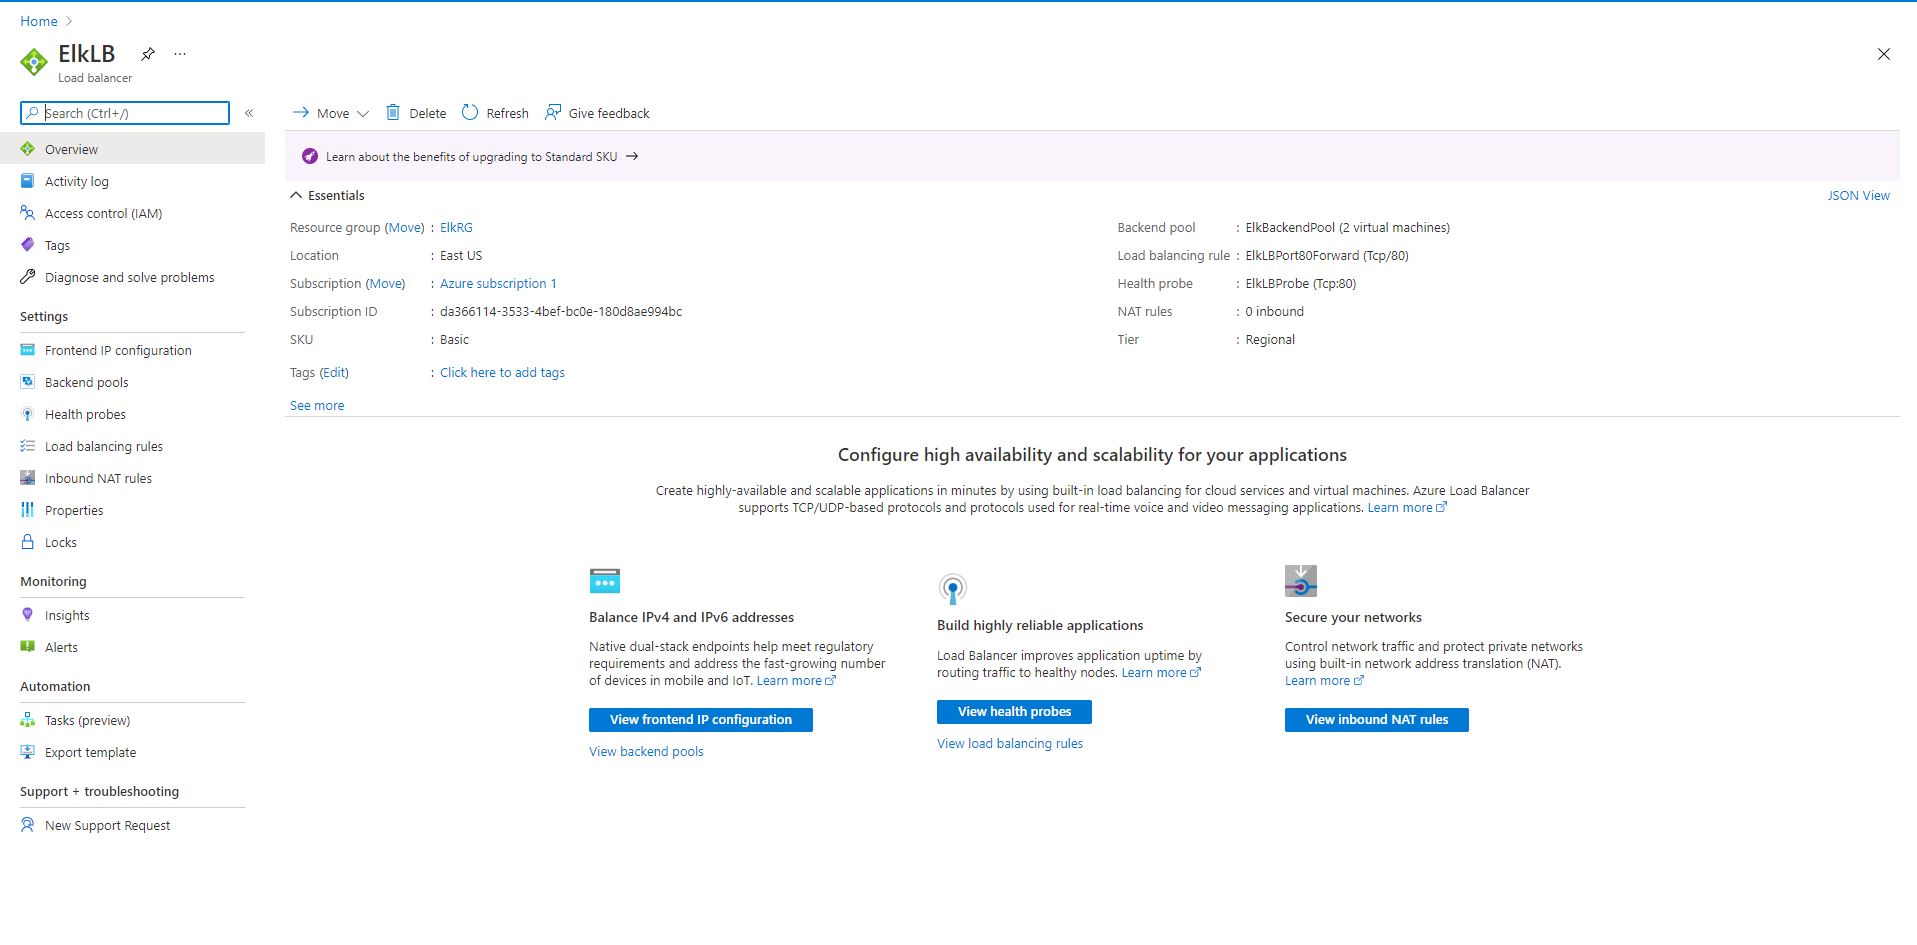 Home
ElkLB
Load balancer
Search (Ctrl+/)
Overview
Activity log
Access control (IAM)
Tags
Diagnose and solve problems
Settings
Frontend IP configuration
Backend pools
Health probes
Load balancing rules
Inbound NAT rules
Properties
Locks
Monitoring
Insights
Alerts
Automation
Tasks (preview)
Export template
Support + troubleshooting
New Support Request
Move Delete Refresh Give feedback
Learn about the benefits of upgrading to Standard SKU →
Essentials
JSON View
Resource group (Move) : ElkRG
Location : East US
Subscription (Move) : Azure subscription 1
Subscription ID : da366114-3533-4bef-bc0e-180d8ae994bc
SKU : Basic
Tags (Edit) : Click here to add tags
See more
Backend pool : ElkBackendPool (2 virtual machines)
Load balancing rule : ElkLBPort80Forward (Tcp/80)
Health probe : ElkLBProbe (Tcp:80)
NAT rules : 0 inbound
Tier : Regional
Configure high availability and scalability for your applications
Create highly-available and scalable applications in minutes by using built-in load balancing for cloud services and virtual machines. Azure Load Balancer
supports TCP/UDP-based protocols and protocols used for real-time voice and video messaging applications. Learn more
Balance IPv4 and IPv6 addresses
Native dual-stack endpoints help meet regulatory
requirements and address the fast-growing number
of devices in mobile and IoT. Learn more
View frontend IP configuration
View backend pools
Build highly reliable applications
Load Balancer improves application uptime by
routing traffic to healthy nodes. Learn more
View health probes
View load balancing rules
Secure your networks
Control network traffic and protect private networks
using built-in network address translation (NAT).
Learn more
View inbound NAT rules